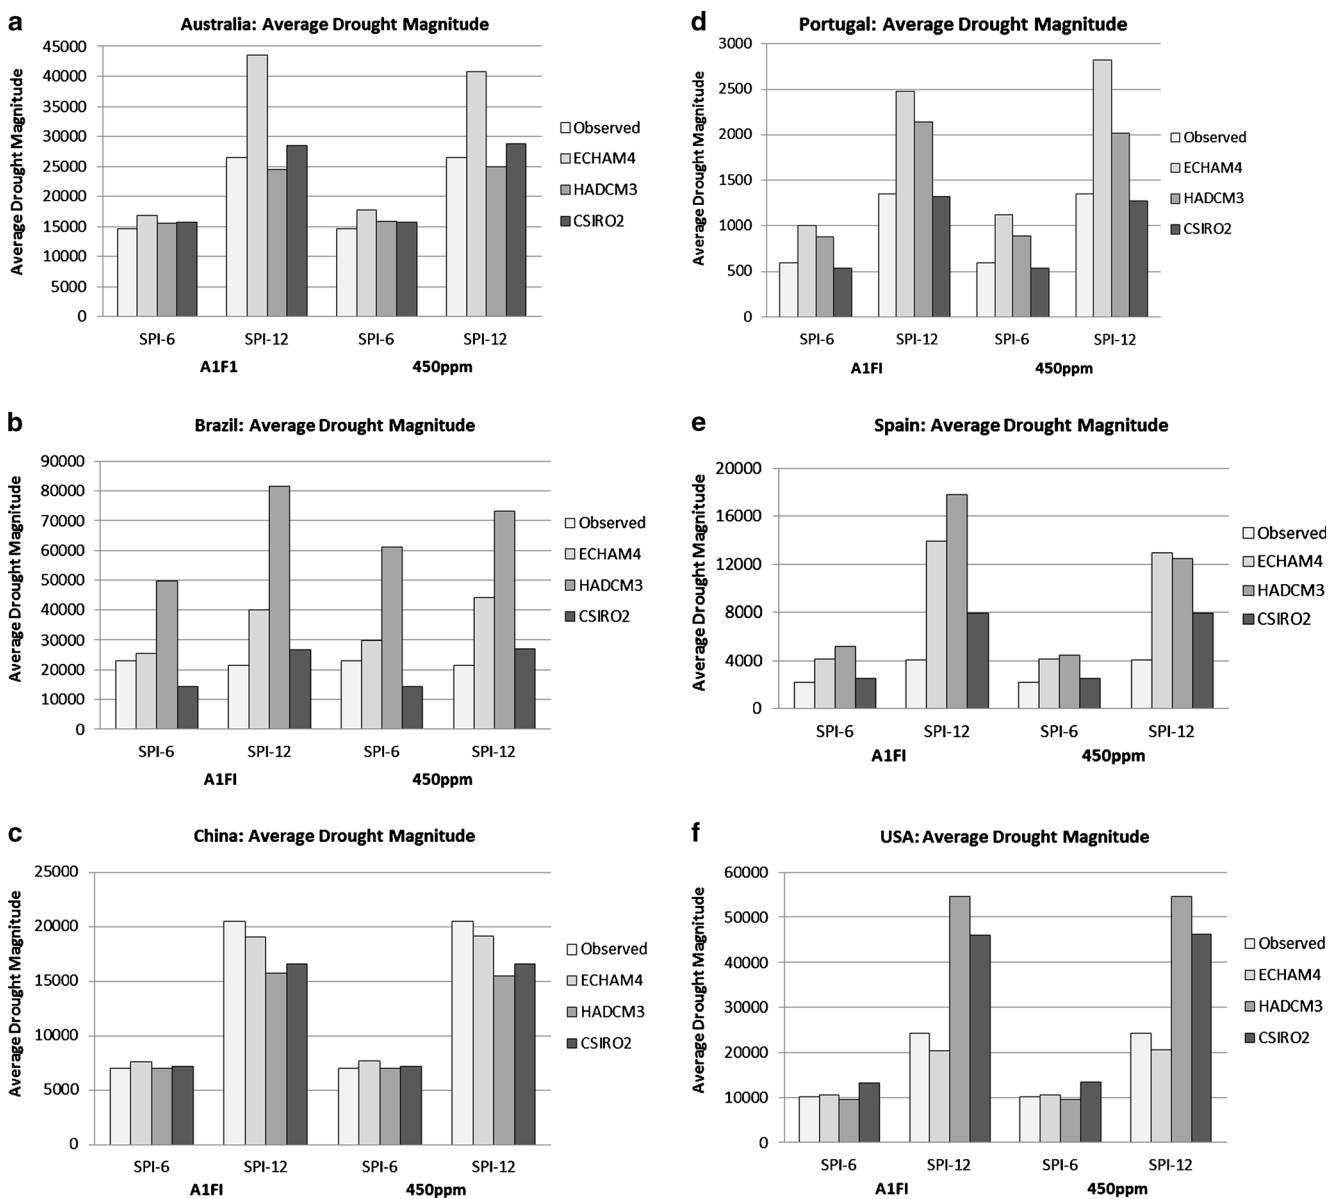 a
Australia: Average Drought Magnitude
Average Drought Magnitude
45000
40000
35000
30000
25000
20000
15000
10000
5000
0
SPI-6 SPI-12 SPI-6 SPI-12
A1F1 450ppm
Observed
ECHAM4
HADCM3
CSIRO2
d
Portugal: Average Drought Magnitude
Average Drought Magnitude
3000
2500
2000
1500
1000
500
0
SPI-6 SPI-12 SPI-6 SPI-12
A1FI 450ppm
Observed
ECHAM4
HADCM3
CSIRO2
b
Brazil: Average Drought Magnitude
Average Drought Magnitude
90000
80000
70000
60000
50000
40000
30000
20000
10000
0
SPI-6 SPI-12 SPI-6 SPI-12
A1FI 450ppm
Observed
ECHAM4
HADCM3
CSIRO2
e
Spain: Average Drought Magnitude
Average Drought Magnitude
20000
16000
12000
8000
4000
0
SPI-6 SPI-12 SPI-6 SPI-12
A1FI 450ppm
Observed
ECHAM4
HADCM3
CSIRO2
c
China: Average Drought Magnitude
Average Drought Magnitude
25000
20000
15000
10000
5000
0
SPI-6 SPI-12 SPI-6 SPI-12
A1FI 450ppm
Observed
ECHAM4
HADCM3
CSIRO2
f
USA: Average Drought Magnitude
Average Drought Magnitude
60000
50000
40000
30000
20000
10000
0
SPI-6 SPI-12 SPI-6 SPI-12
A1FI 450ppm
Observed
ECHAM4
HADCM3
CSIRO2